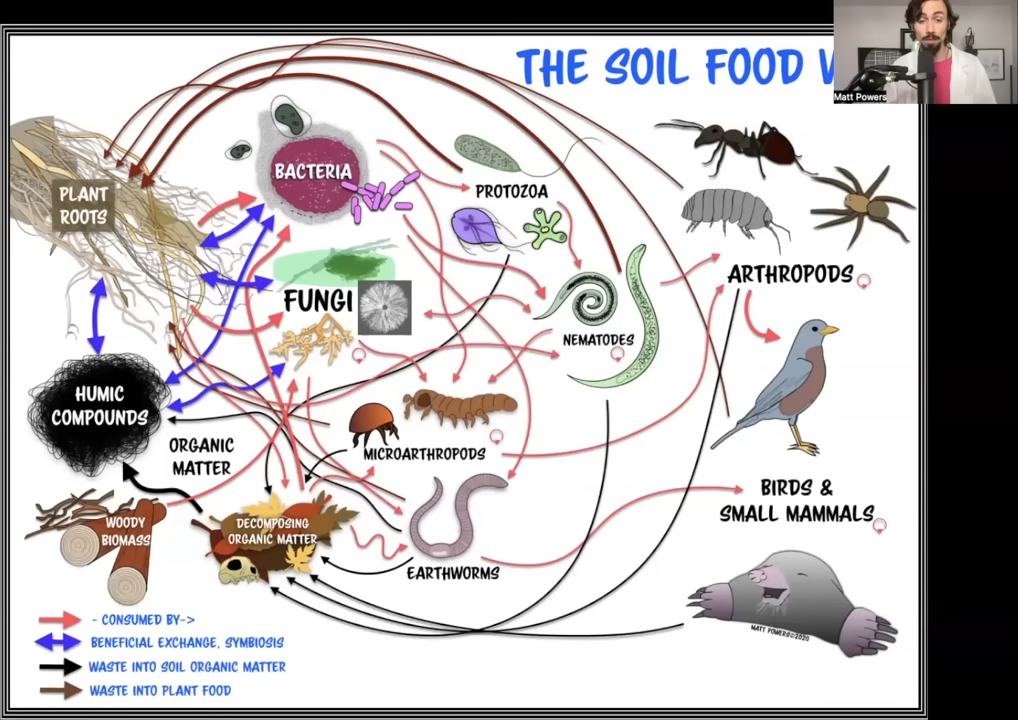 THE SOIL FOOD
Matt Powers
PLANT
ROOTS
BACTERIA
PROTOZOA
FUNGI
NEMATODES
ARTHROPODS
HUMIC
COMPOUNDS
ORGANIC
MATTER
MICROARTHROPODS
BIRDS &
SMALL MAMMALS
WOODY
BIOMASS
DECOMPOSING
ORGANIC MATTER
EARTHWORMS
MATT POWERS©2020
- CONSUMED BY->
BENEFICIAL EXCHANGE, SYMBIOSIS
WASTE INTO SOIL ORGANIC MATTER
WASTE INTO PLANT FOOD